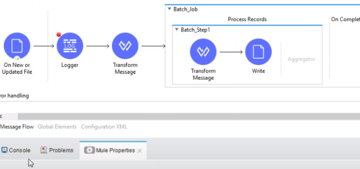 Batch_Job
Process Records
On Complet
Batch_Step1
On New or
Updated File
Logger
Transform
Message
Transform
Message
Write
Aggregator
or handling
Message Flow Global Elements Configuration XML
Console Problems Mule Properties